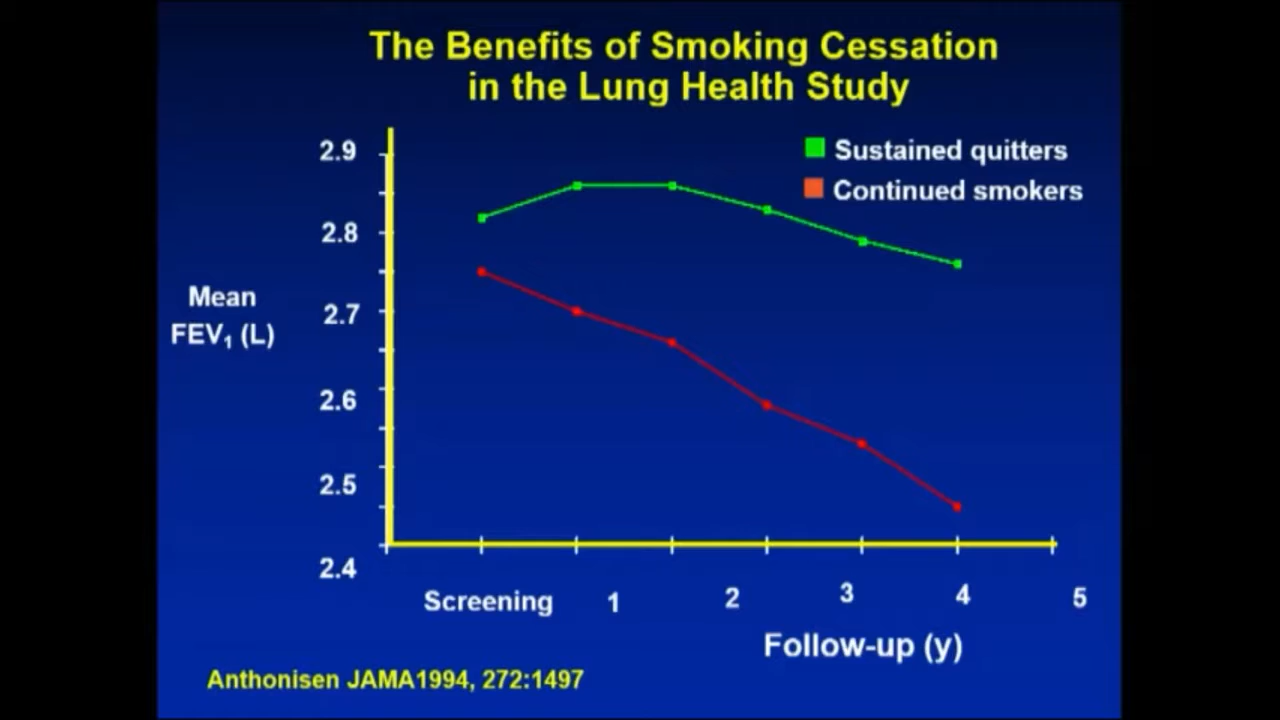 The Benefits of Smoking Cessation
in the Lung Health Study
Sustained quitters
Continued smokers
2.9
2.8
2.7
2.6
2.5
2.4
Mean
FEV₁ (L)
Screening 1 2 3 4 5
Follow-up (y)
Anthonisen JAMA1994, 272:1497